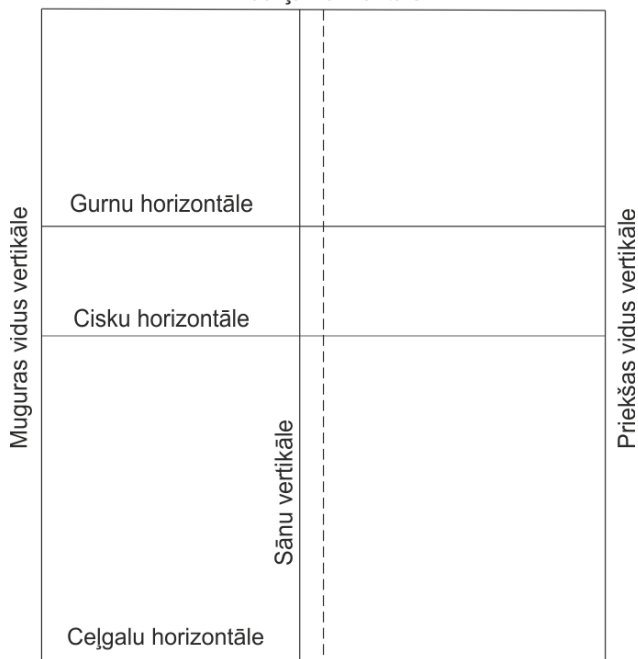 Gurnu horizontāle
Muguras vidus vertikāle
Priekšas vidus vertikāle
Cisku horizontāle
Sānu vertikāle
Ceļgalu horizontāle